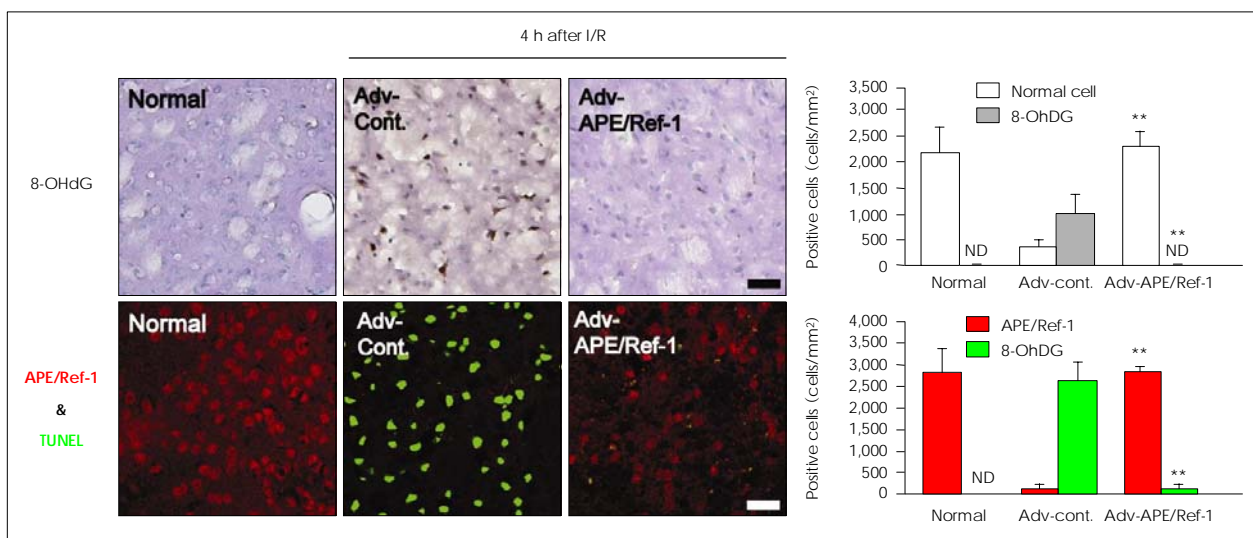 4 h after I/R
8-OHdG
Normal
Adv-
Cont.
Adv-
APE/Ref-1
APE/Ref-1
&
TUNEL
Normal
Adv-
Cont.
Adv-
APE/Ref-1
Positive cells (cells/mm²)
3,500
3,000
2,500
2,000
1,500
1,000
500
0
Normal cell
8-OhDG
ND
**
**
ND
Normal
Adv-cont.
Adv-APE/Ref-1
Positive cells (cells/mm²)
4,000
3,500
3,000
2,500
2,000
1,500
1,000
500
0
APE/Ref-1
8-OhDG
ND
**
**
Normal
Adv-cont.
Adv-APE/Ref-1